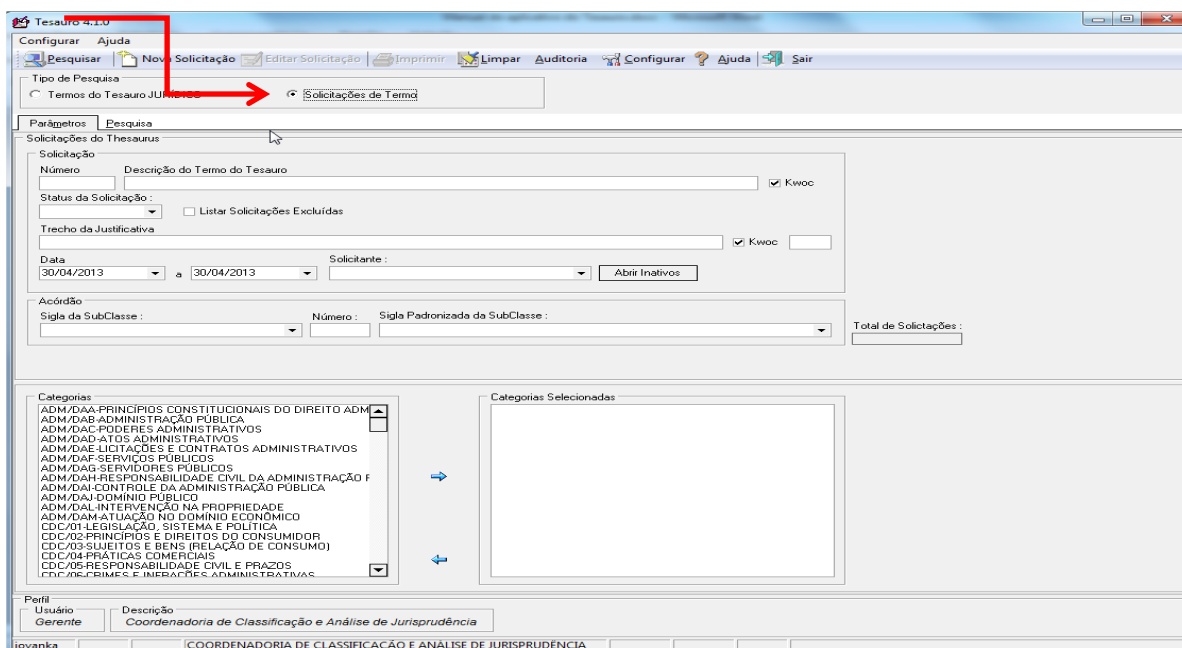 Tesauro 4.1.0
Configurar Ajuda
Pesquisar Nova Solicitação Editar Solicitação Imprimir Limpar Auditoria Configurar Ajuda Sair
Tipo de Pesquisa
Termos do Tesauro JURÍDICO Solicitações de Termo
Parâmetros Pesquisa
Solicitações do Thesaurus
Solicitação
Número Descrição do Termo do Tesauro
Kwoc
Status da Solicitação :
Listar Solicitações Excluídas
Trecho da Justificativa
Kwoc
Data Solicitante :
30/04/2013 a 30/04/2013 Abrir Inativos
Acórdão
Sigla da SubClasse : Número : Sigla Padronizada da SubClasse :
Total de Solictações :
Categorias Categorias Selecionadas
ADM/DAA-PRINCÍPIOS CONSTITUCIONAIS DO DIREITO ADM
ADM/DAB-ADMINISTRAÇÃO PÚBLICA
ADM/DAC-PODERES ADMINISTRATIVOS
ADM/DAD-ATOS ADMINISTRATIVOS
ADM/DAE-LICITAÇÕES E CONTRATOS ADMINISTRATIVOS
ADM/DAF-SERVIÇOS PÚBLICOS
ADM/DAG-SERVIDORES PÚBLICOS
ADM/DAH-RESPONSABILIDADE CIVIL DA ADMINISTRAÇÃO P
ADM/DAI-CONTROLE DA ADMINISTRAÇÃO PÚBLICA
ADM/DAJ-DOMÍNIO PÚBLICO
ADM/DAL-INTERVENÇÃO NA PROPRIEDADE
ADM/DAM-ATUAÇÃO NO DOMÍNIO ECONÔMICO
CDC/01-LEGISLAÇÃO, SISTEMA E POLÍTICA
CDC/02-PRINCÍPIOS E DIREITOS DO CONSUMIDOR
CDC/03-SUJEITOS E BENS (RELAÇÃO DE CONSUMO)
CDC/04-PRÁTICAS COMERCIAIS
CDC/05-RESPONSABILIDADE CIVIL E PRAZOS
CDC/06-CRIMES E INFRAÇÕES ADMINISTRATIVAS
Perfil
Usuário Descrição
Gerente Coordenadoria de Classificação e Análise de Jurisprudência
jovanka COORDENADORIA DE CLASSIFICAÇÃO E ANÁLISE DE JURISPRUDÊNCIA